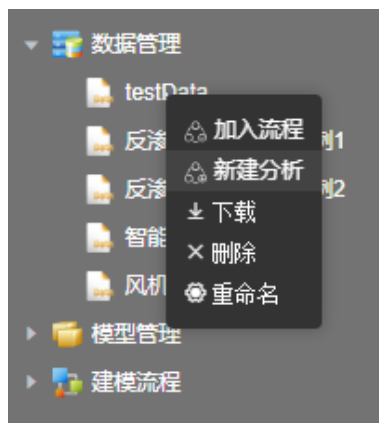 数据管理
testData
加入流程
反渗
例1
新建分析
反渗
例2
下载
智能
删除
风机
重命名
模型管理
建模流程